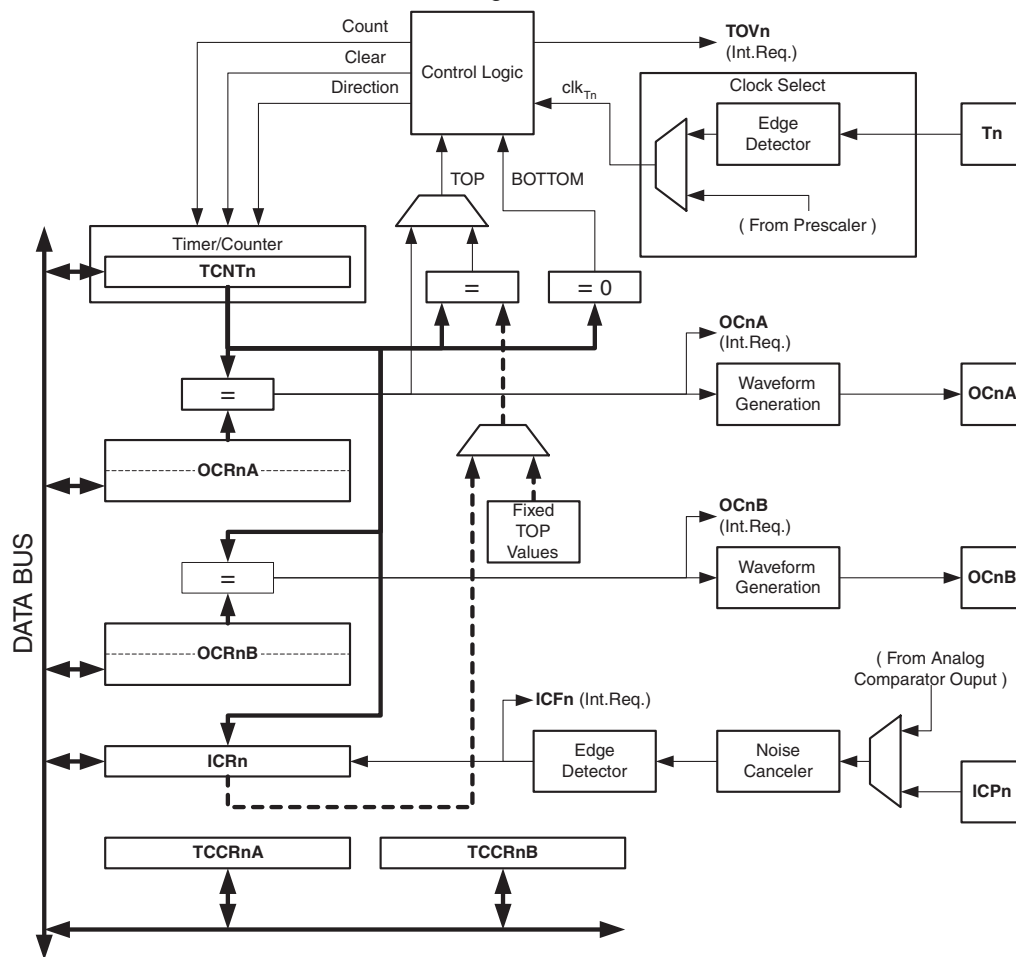 Count
TOVn
(Int.Req.)
Clear
Control Logic
Direction
clkTn
Clock Select
Edge
Detector
Tn
TOP
BOTTOM
( From Prescaler )
Timer/Counter
TCNTn
=
= 0
OCnA
(Int.Req.)
=
Waveform
Generation
OCnA
OCRnA
Fixed
TOP
Values
OCnB
(Int.Req.)
=
Waveform
Generation
OCnB
DATA BUS
OCRnB
( From Analog
Comparator Ouput )
ICFn (Int.Req.)
ICRn
Edge
Detector
Noise
Canceler
ICPn
TCCRnA
TCCRnB